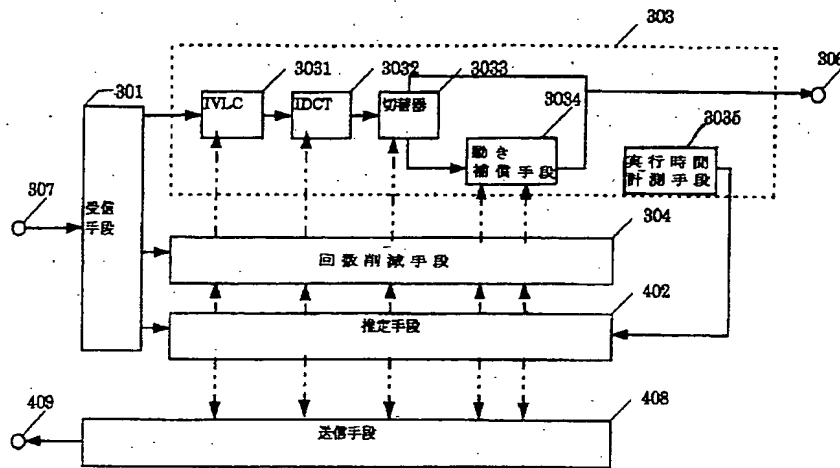 303
306
301
3031
3032
3033
IVLC
IDCT
切替器
3034
3035
動き
補償手段
実行時間
計測手段
307
受信
手段
304
回数削減手段
402
推定手段
409
408
送信手段